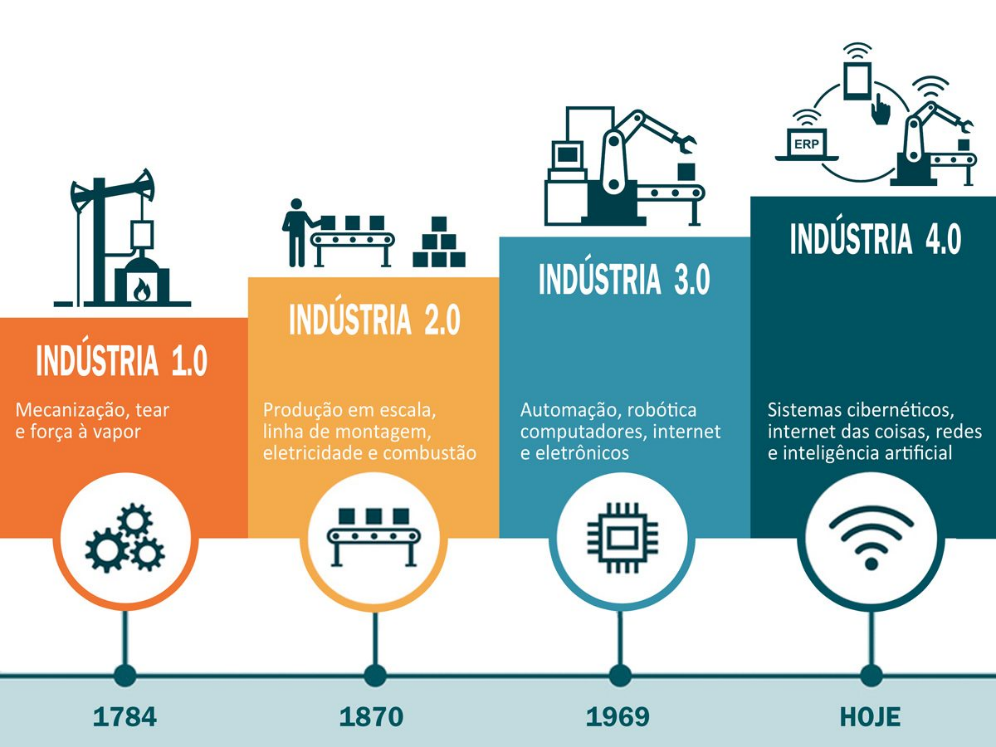 ERP
INDÚSTRIA 1.0
Mecanização, tear
e força à vapor
INDÚSTRIA 2.0
Produção em escala,
linha de montagem,
eletricidade e combustão
INDÚSTRIA 3.0
Automação, robótica
computadores, internet
e eletrônicos
INDÚSTRIA 4.0
Sistemas cibernéticos,
internet das coisas, redes
e inteligência artificial
1784
1870
1969
HOJE